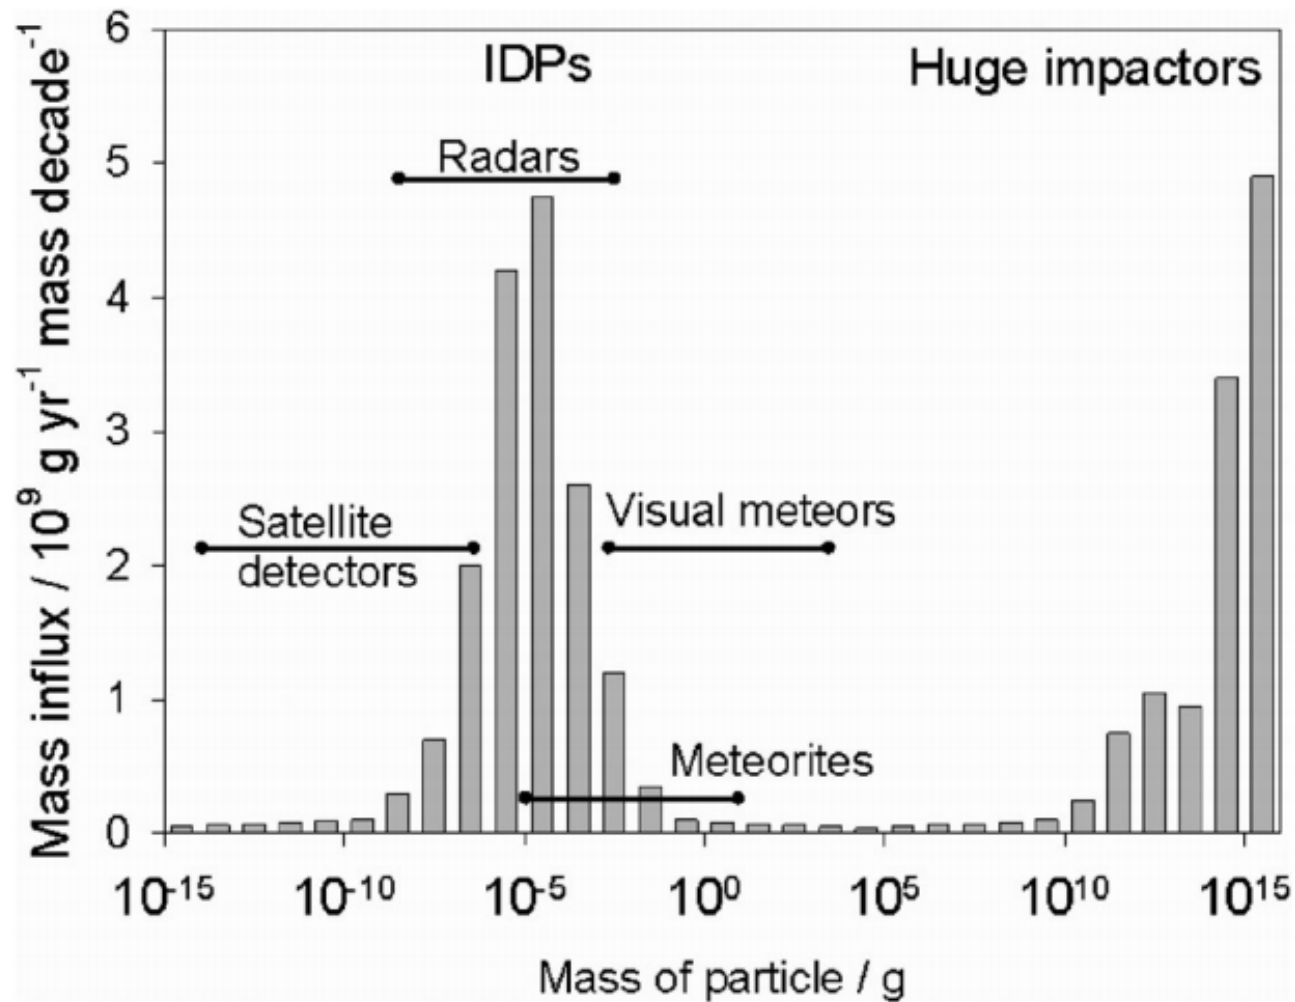 Mass influx / 10⁹ g yr⁻¹ mass decade⁻¹
6
5
4
3
2
1
0
IDPs
Huge impactors
Radars
Satellite
detectors
Visual meteors
Meteorites
10⁻¹⁵
10⁻¹⁰
10⁻⁵
10⁰
10⁵
10¹⁰
10¹⁵
Mass of particle / g